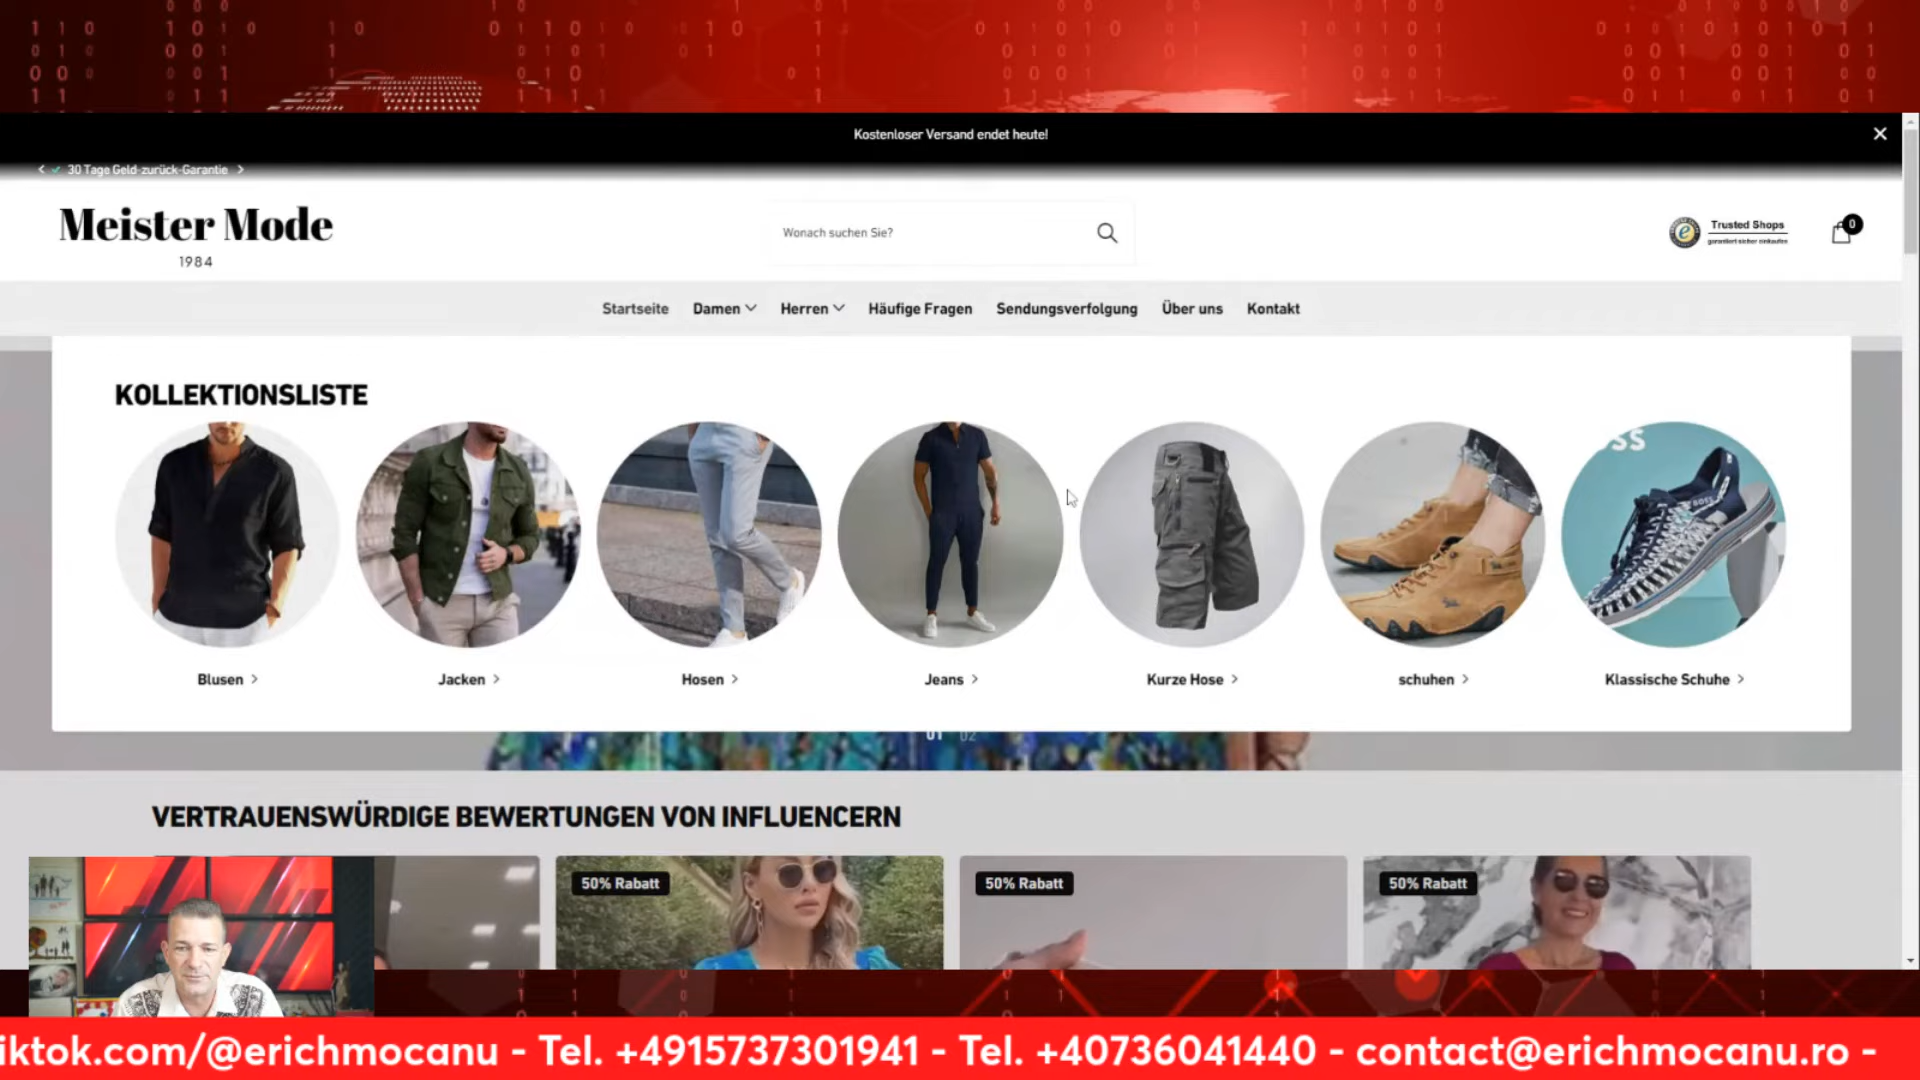 Kostenloser Versand endet heute!
30 Tage Geld-zurück-Garantie
Meister Mode
1984
Wonach suchen Sie?
Trusted Shops
garantiert sicher einkaufen
0
Startseite Damen Herren Häufige Fragen Sendungsverfolgung Über uns Kontakt
KOLLEKTIONSLISTE
Blusen Jacken Hosen Jeans Kurze Hose schuhen Klassische Schuhe
01 02
VERTRAUENSWÜRDIGE BEWERTUNGEN VON INFLUENCERN
50% Rabatt 50% Rabatt 50% Rabatt
iktok.com/@erichmocanu - Tel. +4915737301941 - Tel. +40736041440 - contact@erichmocanu.ro -